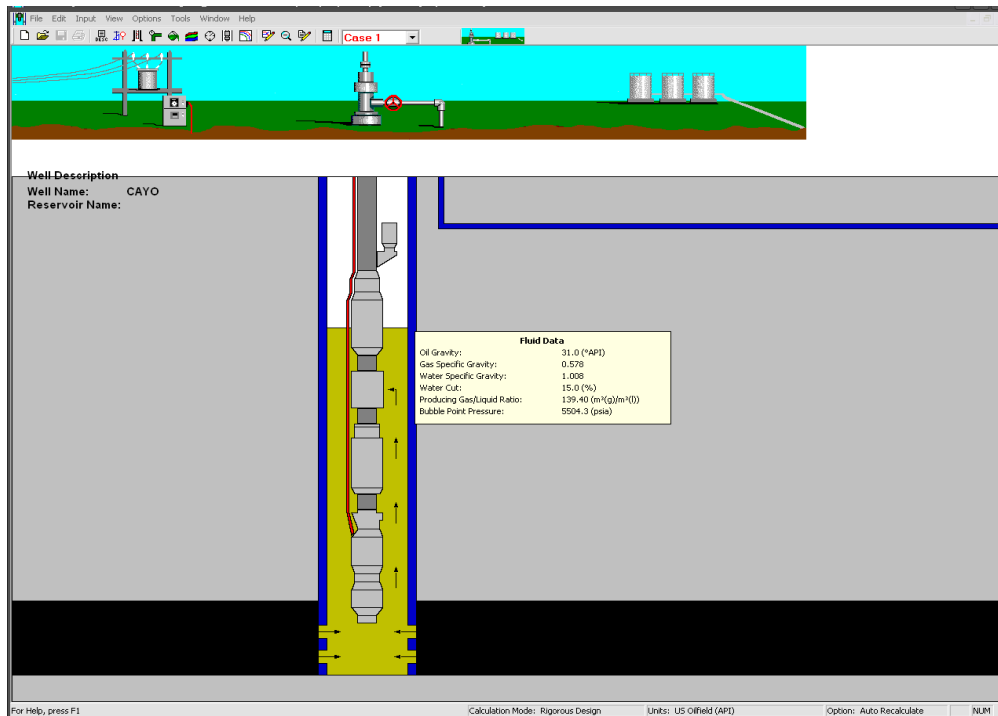 File Edit Input View Options Tools Window Help
DESC
Case 1
Well Description
Well Name: CAYO
Reservoir Name:
Fluid Data
Oil Gravity: 31.0 (°API)
Gas Specific Gravity: 0.578
Water Specific Gravity: 1.008
Water Cut: 15.0 (%)
Producing Gas/Liquid Ratio: 139.40 (m³(g)/m³(l))
Bubble Point Pressure: 5504.3 (psia)
For Help, press F1 Calculation Mode: Rigorous Design Units: US Oilfield (API) Option: Auto Recalculate NUM